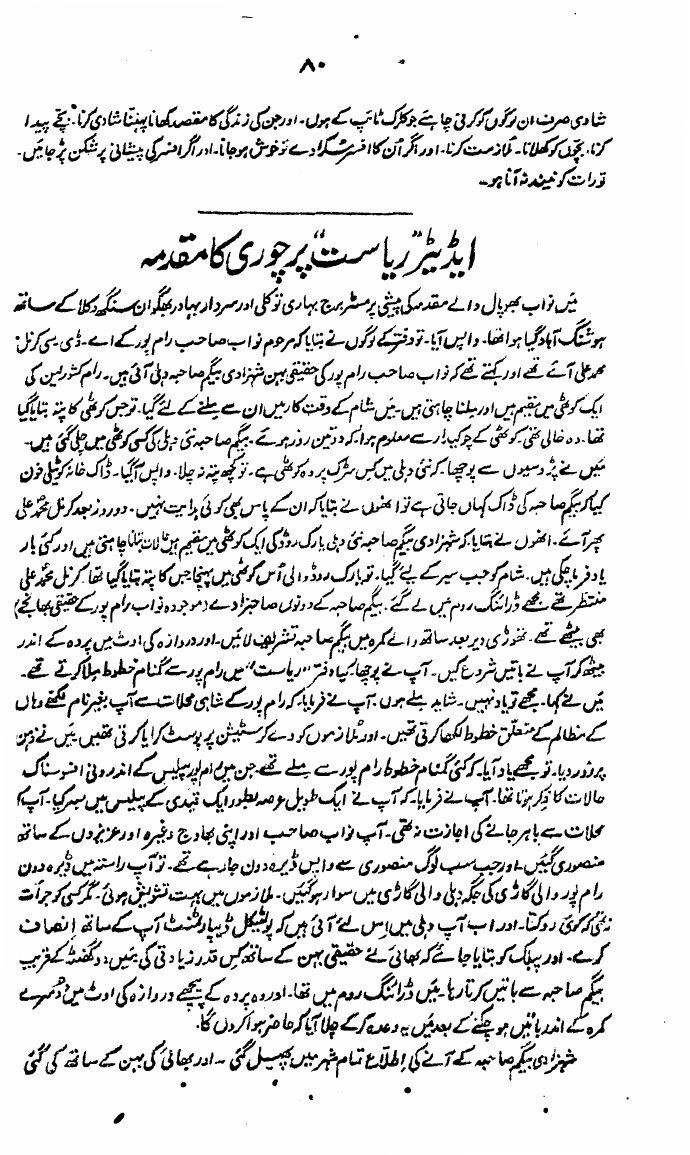 ۸۰
شادی صرف ان لوگوں کو کرنی چاہیے جو کلرک ٹائپ کے ہوں۔ اور جن کی زندگی کا مقصد کھانا پہننا شادی کرنا۔ بچے پیدا
کرنا۔ بچوں کو کھلانا۔ ملازمت کرنا۔ اور اگر اُن کا افسر مسکرا دے تو خوش ہو جانا۔ اور اگر افسر کی پیشانی پر شکن پڑ جائیں۔
تو رات کو نیند نہ آنا ہو۔
ایڈیٹر "ریاست" پر چوری کا مقدمہ
میں نواب بھوپال والے مقدمہ کی پیشی پر مسٹر برج بہاری توکلی اور سردار بہادر بھگوان سنگھ وکلا کے ساتھ
ہوشنگ آباد گیا ہوا تھا۔ واپس آیا۔ تو دفتر کے لوگوں نے بتایا کہ مرحوم نواب صاحب رام پور کے اے۔ ڈی سی کرنل
محمد علی آئے تھے اور کہتے تھے کہ نواب صاحب رام پور کی حقیقی بہن شہزادی بیگم صاحبہ دہلی آئی ہیں۔ رام کشور لین کی
ایک کوٹھی میں مقیم ہیں اور ملنا چاہتی ہیں۔ میں شام کے وقت کار میں ان سے ملنے کے لئے گیا۔ تو جس کوٹھی کا پتہ بتایا گیا
تھا۔ وہ خالی تھی۔ کوٹھی کے چوکیدار سے معلوم ہوا کہ دو تین روز ہوئے۔ بیگم صاحبہ نئی دہلی کی کسی کوٹھی میں چلی گئی ہیں۔
میں نے پڑوسیوں سے پوچھا کہ نئی دہلی میں کس سڑک پر وہ کوٹھی ہے۔ تو کچھ پتہ نہ چلا۔ واپس آ گیا۔ ڈاک خانہ کو ٹیلی فون
کیا کہ بیگم صاحبہ کی ڈاک کہاں جاتی ہے تو انھوں نے بتایا کہ ان کے پاس بھی کوئی ہدایت نہیں۔ دو روز بعد کرنل محمد علی
پھر آئے۔ انھوں نے بتایا کہ شہزادی بیگم صاحبہ نئی دہلی پارک روڈ کی ایک کوٹھی میں مقیم ہیں ملنا چاہتی ہیں اور کئی بار
یاد فرما چکی ہیں۔ شام کو جب سیر کے لیے گیا۔ تو پارک روڈ والی اُس کوٹھی میں پہنچا جس کا پتہ بتایا گیا تھا۔ کرنل محمد علی
منتظر تھے مجھے ڈرائنگ روم میں لے گئے۔ بیگم صاحبہ کے دونوں صاحبزادے (موجودہ نواب رام پور کے حقیقی بھانجے)
بھی بیٹھے تھے۔ تھوڑی دیر بعد ساتھ والے کمرہ میں بیگم صاحبہ تشریف لائیں۔ اور دروازہ کی اوٹ میں پردہ کے اندر
بیٹھ کر آپ نے باتیں شروع کیں۔ آپ نے پوچھا کیا دفتر "ریاست" میں رام پور سے گمنام خطوط ملا کرتے تھے۔
میں نے کہا۔ مجھے تو یاد نہیں۔ شاید ملے ہوں۔ آپ نے فرمایا کہ رام پور کے شاہی محلات سے آپ بغیر نام لکھے وہاں
کے مظالم کے متعلق خطوط لکھا کرتی تھیں۔ اور ملازموں کو دے کر سٹیشن پر پوسٹ کرایا کرتی تھیں میں نے ذہن
پر زور دیا۔ تو مجھے یاد آیا۔ کہ کئی گمنام خطوط رام پور سے ملے تھے۔ جن میں رام پور پیلیس کے اندرونی افسوسناک
حالات کا ذکر ہوتا تھا۔ آپ نے فرمایا کہ آپ نے ایک طویل عرصہ بطور ایک قیدی کے پیلیس میں بسر کیا۔ آپ کو
محلات سے باہر جانے کی اجازت نہ تھی۔ آپ نواب صاحب اور اپنی بھاوج وغیرہ اور عزیزوں کے ساتھ
منصوری گئیں۔ اور جب سب لوگ منصوری سے واپس ڈیرہ دون جا رہے تھے۔ تو آپ راستہ میں ڈیرہ دون
رام پور والی گاڑی کی جگہ دہلی والی گاڑی میں سوار ہو گئیں۔ ملازموں میں بہت تشویش ہوئی۔ مگر کسی کو جرأت
نہ تھی کہ کوئی روکتا۔ اور اب آپ دہلی میں اس لئے آئی ہیں کہ پولیٹیکل ڈیپارٹمنٹ آپ کے ساتھ انصاف
کرے۔ اور پبلک کو بتایا جائے کہ بھائی نے حقیقی بہن کے ساتھ کس قدر زیادتی کی۔ میں دو گھنٹہ کے قریب
بیگم صاحبہ سے باتیں کرتا رہا۔ میں ڈرائنگ روم میں تھا۔ اور وہ پردہ کے پیچھے دروازہ کی اوٹ میں دوسرے
کمرہ کے اندر باتیں ہو چکنے کے بعد میں یہ وعدہ کر کے چلا آیا کہ حاضر ہوا کروں گا۔
شہزادی بیگم صاحبہ کے آنے کی اطلاع تمام شہر میں پھیل گئی۔ اور بھائی کی بہن کے ساتھ کی گئی